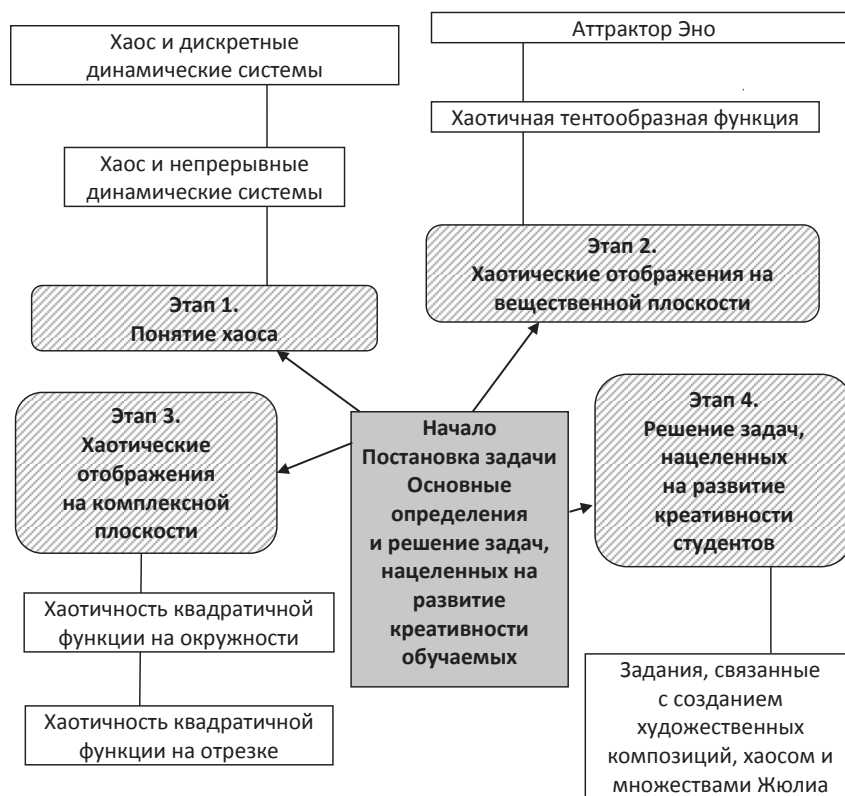 Хаос и дискретные
динамические системы
Аттрактор Эно
Хаотичная тентообразная функция
Хаос и непрерывные
динамические системы
Этап 2.
Хаотические отображения на
вещественной плоскости
Этап 1.
Понятие хаоса
Этап 3.
Хаотические
отображения
на комплексной
плоскости
Начало
Постановка задачи
Основные
определения
и решение задач,
нацеленных на
развитие
креативности
обучаемых
Этап 4.
Решение задач,
нацеленных
на развитие
креативности
студентов
Хаотичность квадратичной
функции на окружности
Хаотичность квадратичной
функции на отрезке
Задания, связанные
с созданием
художественных
композиций, хаосом и
множествами Жюлиа